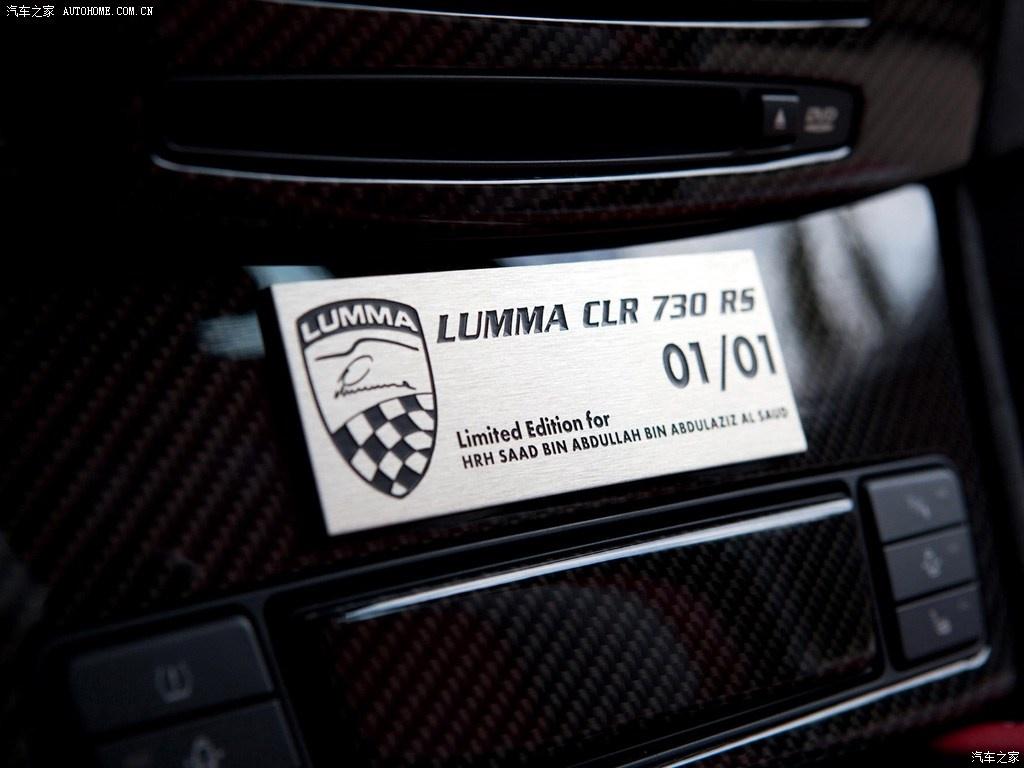 汽车之家 AUTOHOME.COM.CN
DVD
LUMMA
LUMMA CLR 730 RS
01/01
Limited Edition for
HRH SAAD BIN ABDULLAH BIN ABDULAZIZ AL SAUD
汽车之家